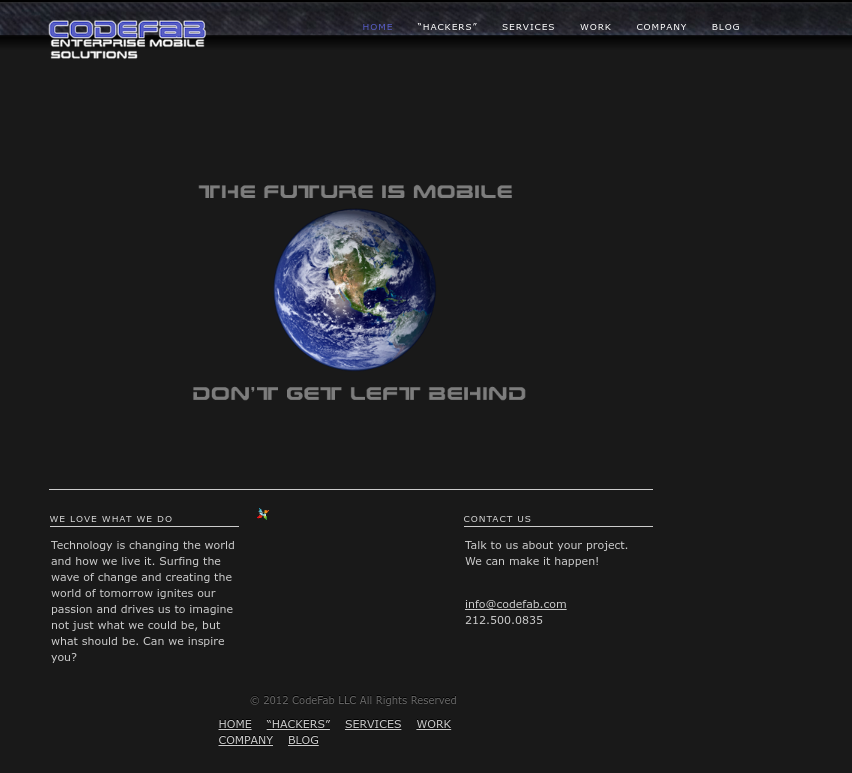 CODEFAB
ENTERPRISE MOBILE
SOLUTIONS
HOME “HACKERS” SERVICES WORK COMPANY BLOG
THE FUTURE IS MOBILE
DON'T GET LEFT BEHIND
WE LOVE WHAT WE DO
Technology is changing the world
and how we live it. Surfing the
wave of change and creating the
world of tomorrow ignites our
passion and drives us to imagine
not just what we could be, but
what should be. Can we inspire
you?
CONTACT US
Talk to us about your project.
We can make it happen!
info@codefab.com
212.500.0835
© 2012 CodeFab LLC All Rights Reserved
HOME “HACKERS” SERVICES WORK
COMPANY BLOG